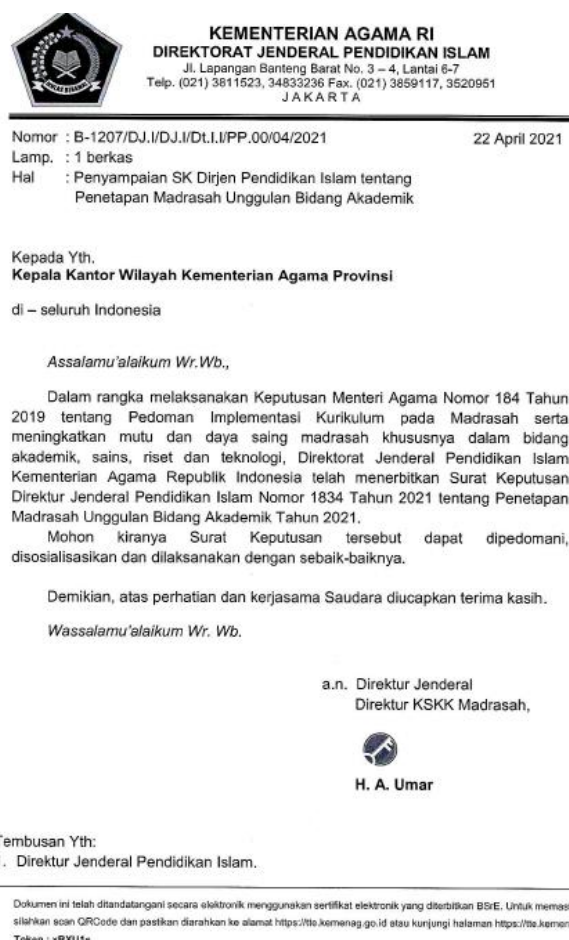 KEMENTERIAN AGAMA RI
DIREKTORAT JENDERAL PENDIDIKAN ISLAM
Jl. Lapangan Banteng Barat No. 3 – 4, Lantai 6-7
Telp. (021) 3811523, 34833236 Fax. (021) 3859117, 3520951
J A K A R T A
Nomor : B-1207/DJ.I/DJ.I/Dt.I.I/PP.00/04/2021 22 April 2021
Lamp. : 1 berkas
Hal : Penyampaian SK Dirjen Pendidikan Islam tentang
Penetapan Madrasah Unggulan Bidang Akademik
Kepada Yth.
Kepala Kantor Wilayah Kementerian Agama Provinsi
di – seluruh Indonesia
Assalamu'alaikum Wr.Wb.,
Dalam rangka melaksanakan Keputusan Menteri Agama Nomor 184 Tahun
2019 tentang Pedoman Implementasi Kurikulum pada Madrasah serta
meningkatkan mutu dan daya saing madrasah khususnya dalam bidang
akademik, sains, riset dan teknologi, Direktorat Jenderal Pendidikan Islam
Kementerian Agama Republik Indonesia telah menerbitkan Surat Keputusan
Direktur Jenderal Pendidikan Islam Nomor 1834 Tahun 2021 tentang Penetapan
Madrasah Unggulan Bidang Akademik Tahun 2021.
Mohon kiranya Surat Keputusan tersebut dapat dipedomani,
disosialisasikan dan dilaksanakan dengan sebaik-baiknya.
Demikian, atas perhatian dan kerjasama Saudara diucapkan terima kasih.
Wassalamu'alaikum Wr. Wb.
a.n. Direktur Jenderal
Direktur KSKK Madrasah,
H. A. Umar
Tembusan Yth:
. Direktur Jenderal Pendidikan Islam.
Dokumen ini telah ditandatangani secara elektronik menggunakan sertifikat elektronik yang diterbitkan BSrE. Untuk memas
silahkan scan QRCode dan pastikan diarahkan ke alamat https://tte.kemenag.go.id atau kunjungi halaman https://tte.kemen
Token :